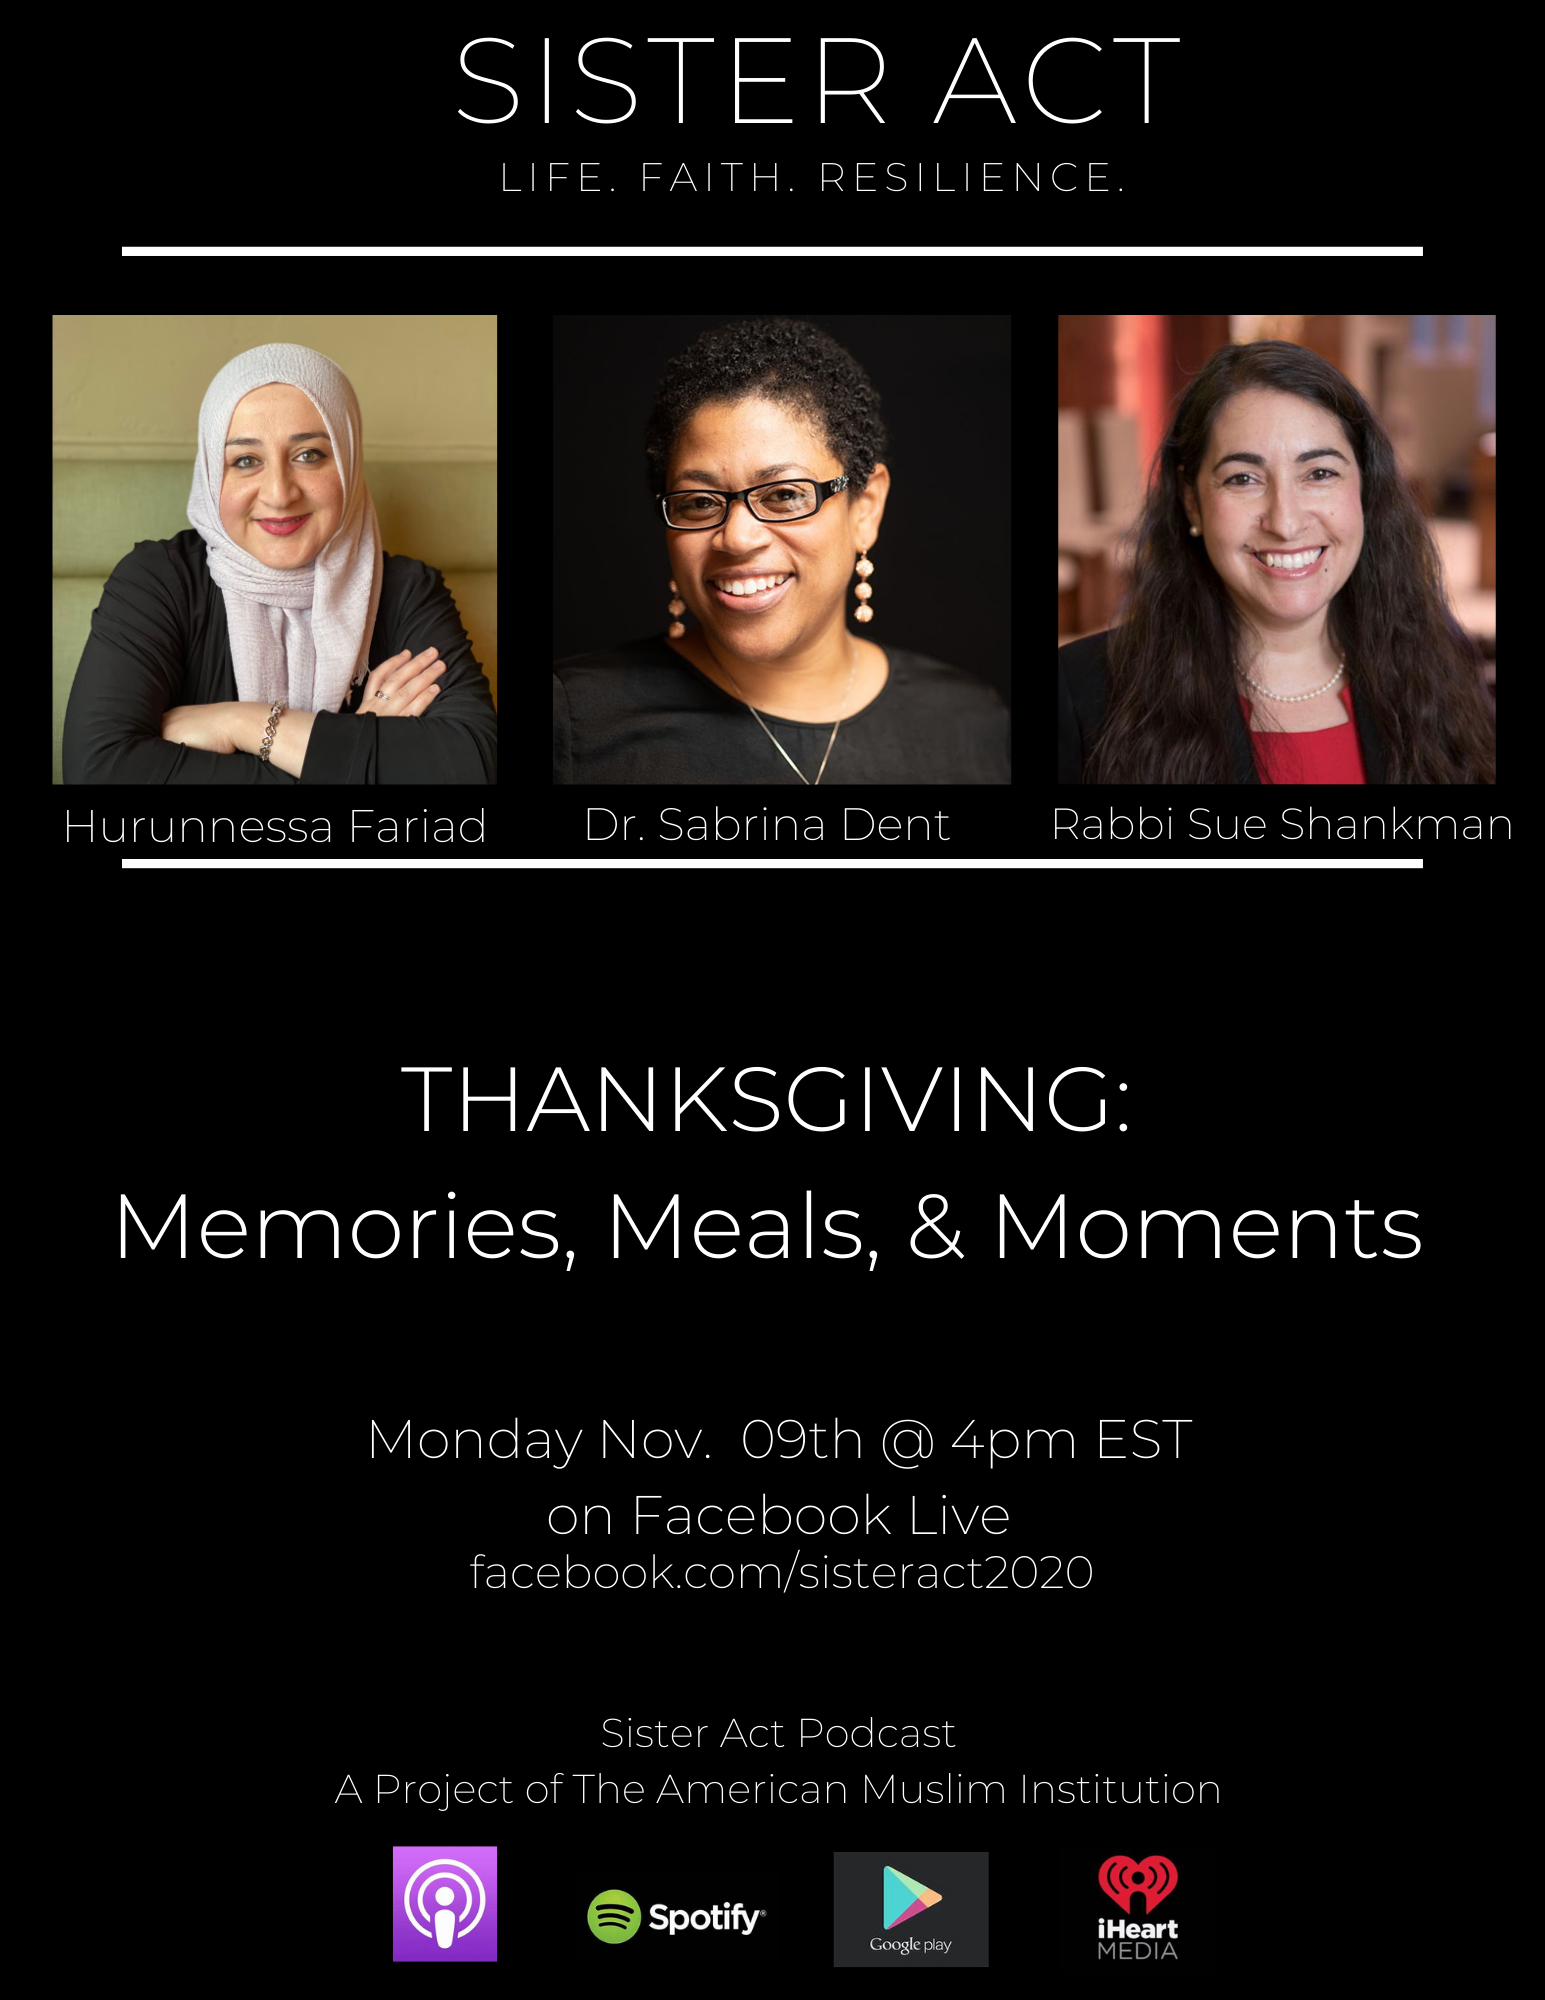 SISTER ACT
LIFE. FAITH. RESILIENCE.
Hurunnessa Fariad
Dr. Sabrina Dent
Rabbi Sue Shankman
THANKSGIVING:
Memories, Meals, & Moments
Monday Nov. 09th @ 4pm EST
on Facebook Live
facebook.com/sisteract2020
Sister Act Podcast
A Project of The American Muslim Institution
Spotify®
Google play
iHeart
MEDIA